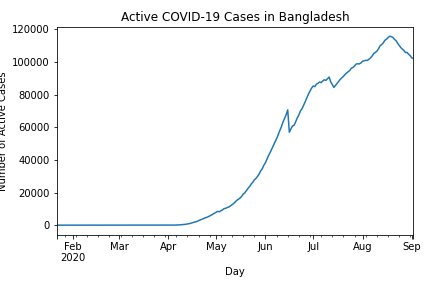 Active COVID-19 Cases in Bangladesh
Number of Active Cases
120000
100000
80000
60000
40000
20000
0
Feb Mar Apr May Jun Jul Aug Sep
2020
Day